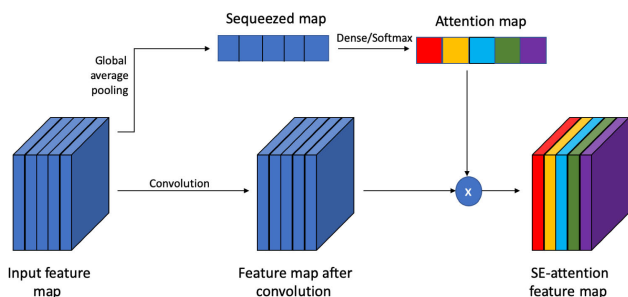 Sequeezed map
Attention map
Dense/Softmax
Global
average
pooling
Convolution
X
Input feature
map
Feature map after
convolution
SE-attention
feature map